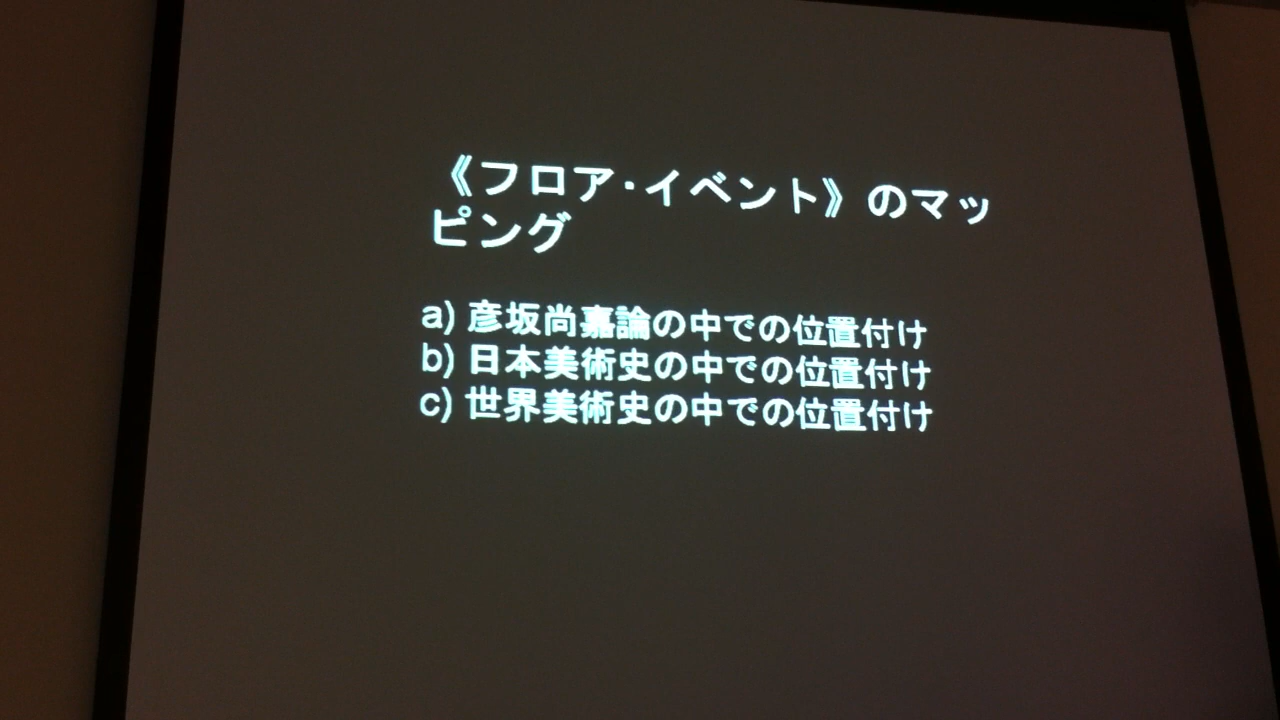 《フロア･イベント》のマッ
ピング
a) 彦坂尚嘉論の中での位置付け
b) 日本美術史の中での位置付け
c) 世界美術史の中での位置付け